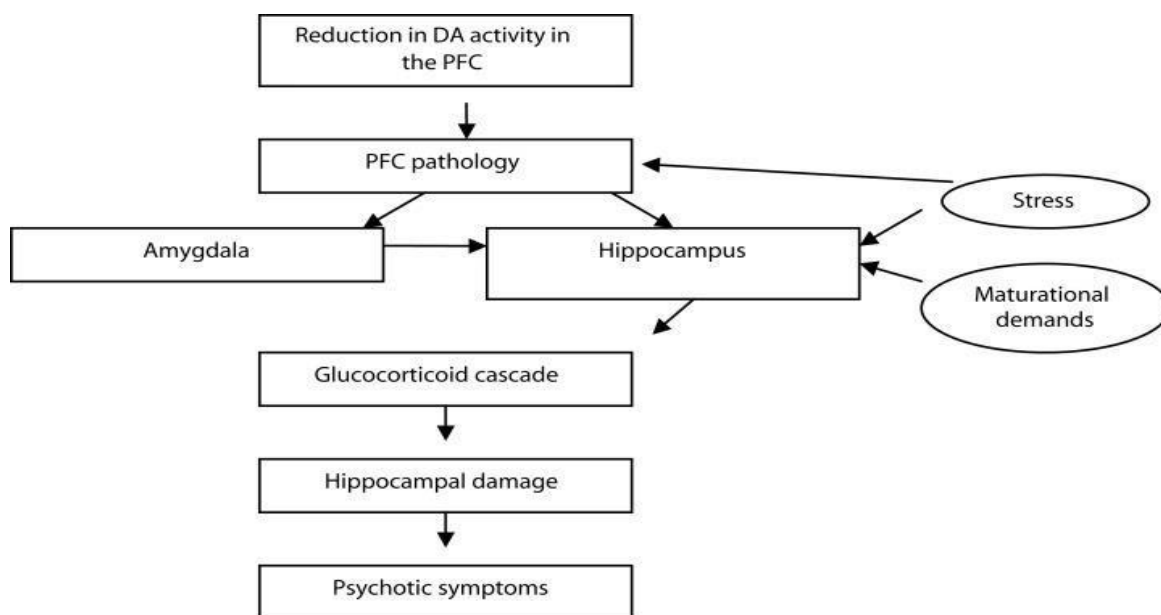 Reduction in DA activity in
the PFC
PFC pathology
Stress
Amygdala
Hippocampus
Maturational
demands
Glucocorticoid cascade
Hippocampal damage
Psychotic symptoms